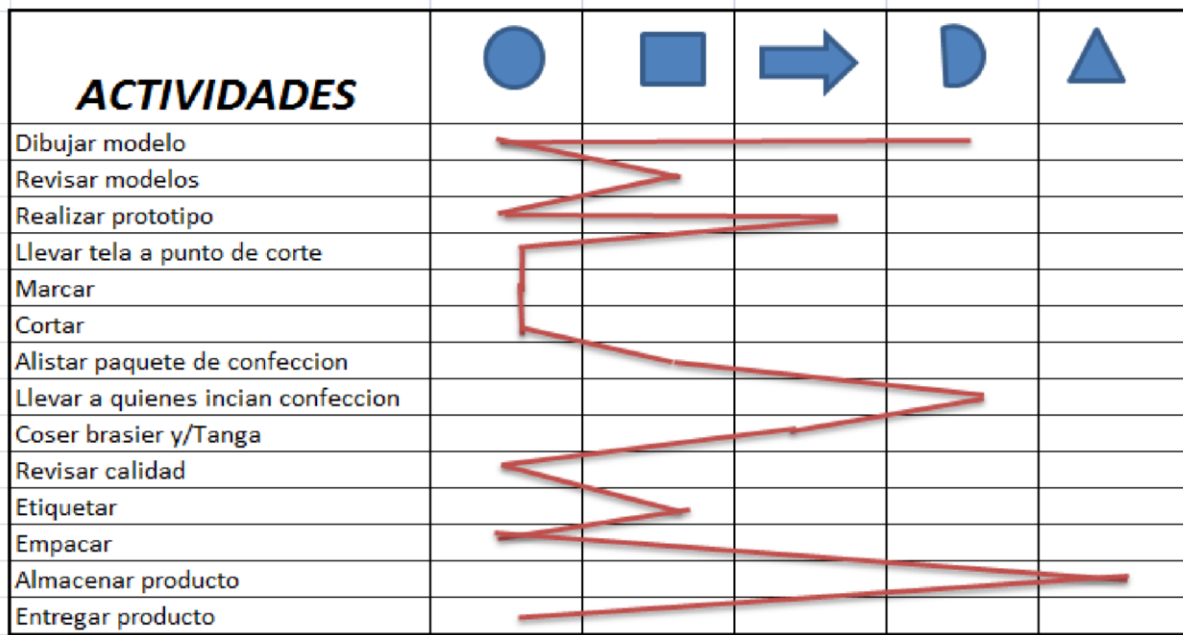 ACTIVIDADES
Dibujar modelo
Revisar modelos
Realizar prototipo
Llevar tela a punto de corte
Marcar
Cortar
Alistar paquete de confeccion
Llevar a quienes incian confeccion
Coser brasier y/Tanga
Revisar calidad
Etiquetar
Empacar
Almacenar producto
Entregar producto